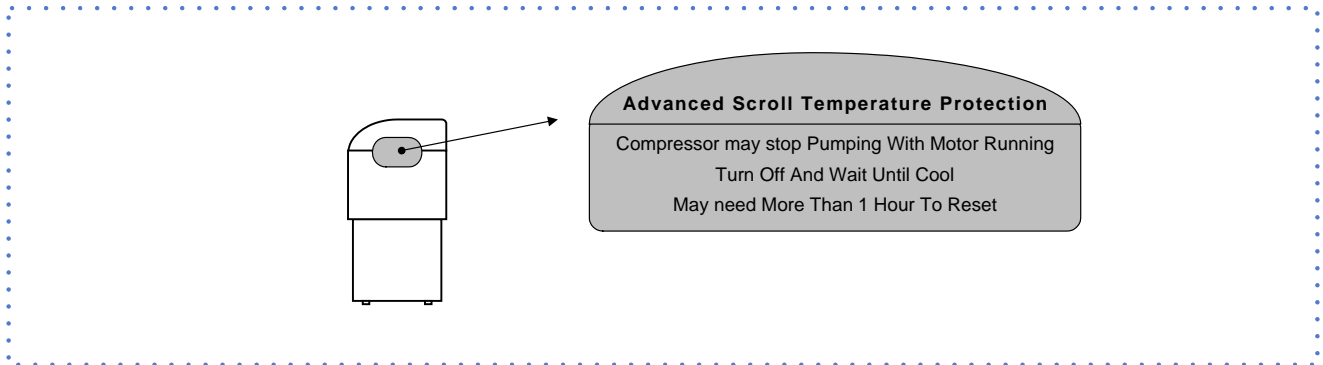 Advanced Scroll Temperature Protection
Compressor may stop Pumping With Motor Running
Turn Off And Wait Until Cool
May need More Than 1 Hour To Reset